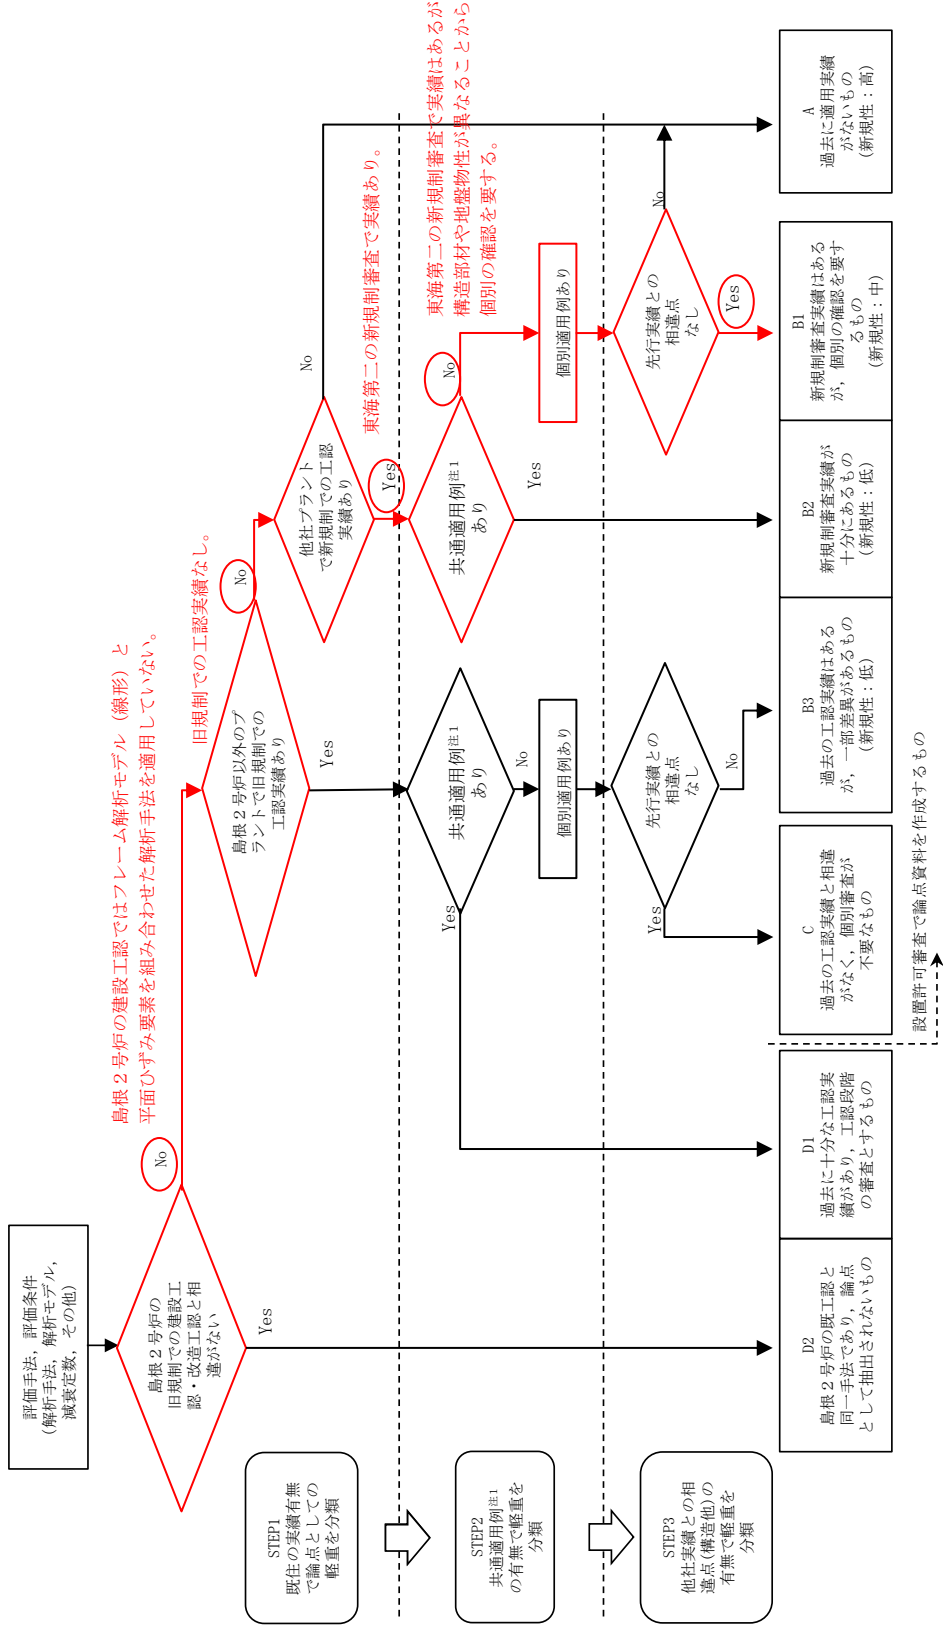 評価手法，評価条件
(解析手法，解析モデル，
減衰定数，その他)
島根２号炉の
旧規制での建設工
認・改造工認と相
違がない
No
Yes
島根２号炉の建設工認ではフレーム解析モデル（線形）と
平面ひずみ要素を組み合わせた解析手法を適用していない。
島根２号炉以外のプ
ラントで旧規制での
工認実績あり
No
Yes
旧規制での工認実績なし。
他社プラント
で新規制での工認
実績あり
No
Yes
東海第二の新規制審査で実績あり。
共通適用例注1
あり
Yes
No
個別適用例あり
先行実績との
相違点
なし
Yes
No
共通適用例注1
あり
No
Yes
東海第二の新規制審査で実績はあるが
構造部材や地盤物性が異なることから
個別の確認を要する。
個別適用例あり
先行実績との
相違点
なし
No
Yes
STEP1
既往の実績有無
で論点としての
軽重を分類
STEP2
共通適用例注1
の有無で軽重を
分類
STEP3
他社実績との相
違点(構造他)の
有無で軽重を
分類
D2
島根２号炉の既工認と
同一手法であり，論点
として抽出されないもの
D1
過去に十分な工認実
績があり，工認段階
の審査とするもの
C
過去の工認実績と相違
がなく，個別審査が
不要なもの
B3
過去の工認実績はある
が，一部差異があるもの
(新規性：低)
B2
新規制審査実績が
十分にあるもの
(新規性：低)
B1
新規制審査実績はある
が，個別の確認を要す
るもの
(新規性：中)
A
過去に適用実績
がないもの
(新規性：高)
設置許可審査で論点資料を作成するもの